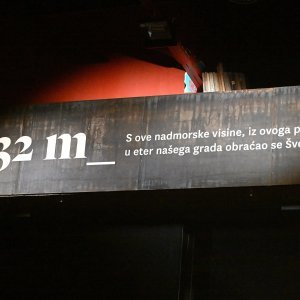 32 m_
S ove nadmorske visine, iz ovoga
u eter našega grada obraćao se